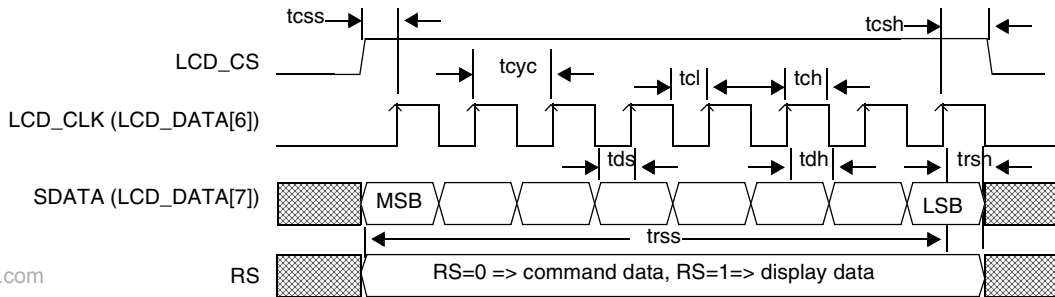 tcss
tcsh
LCD_CS
tcyc
tcl
tch
LCD_CLK (LCD_DATA[6])
tds
tdh
trsh
SDATA (LCD_DATA[7])
MSB
LSB
trss
.com
RS
RS=0 => command data, RS=1=> display data